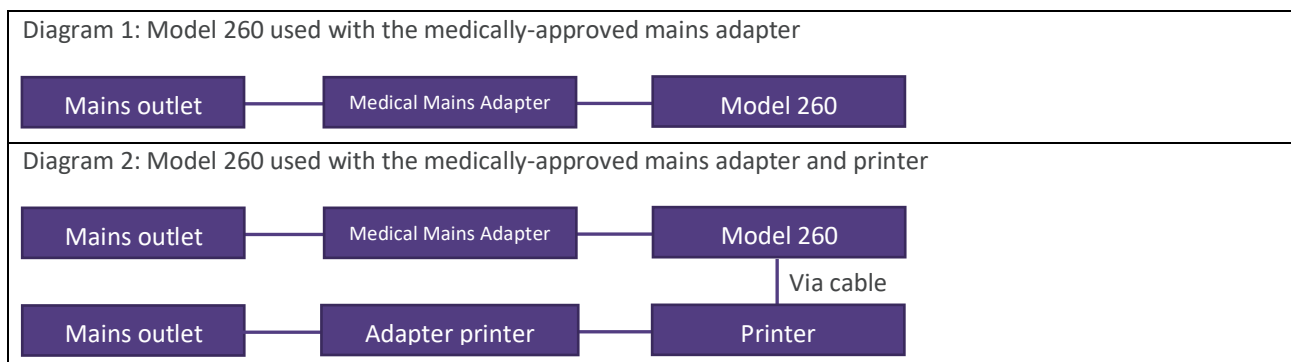 Diagram 1: Model 260 used with the medically-approved mains adapter
Mains outlet Medical Mains Adapter Model 260
Diagram 2: Model 260 used with the medically-approved mains adapter and printer
Mains outlet Medical Mains Adapter Model 260
Via cable
Mains outlet Adapter printer Printer